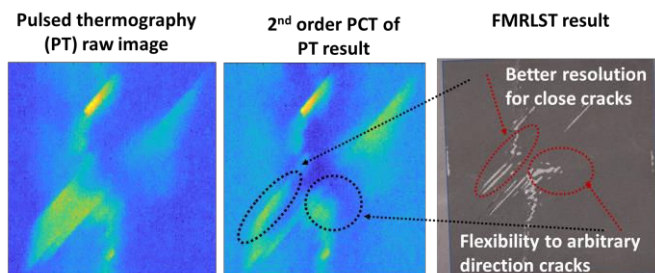 Pulsed thermography
(PT) raw image
2nd order PCT of
PT result
FMRLST result
Better resolution
for close cracks
Flexibility to arbitrary
direction cracks